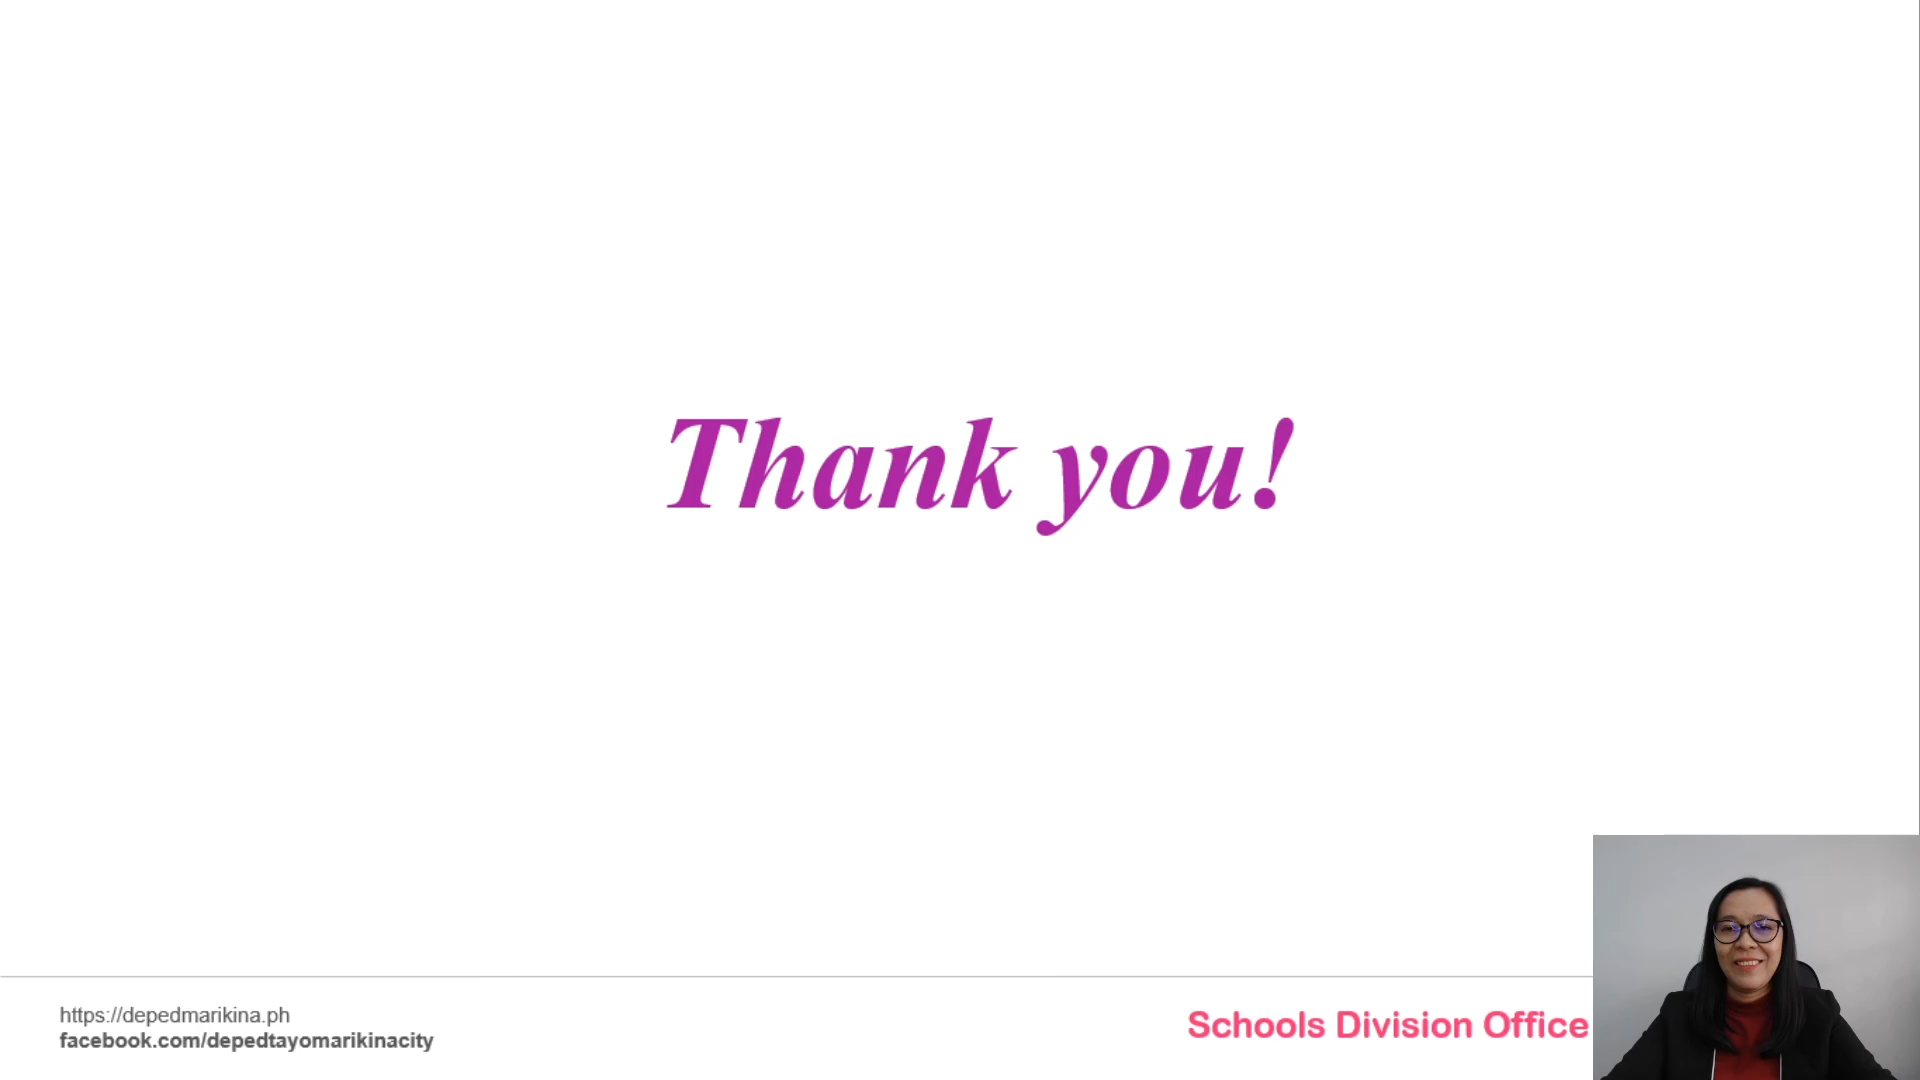 Thank you!
https://depedmarikina.ph
facebook.com/depedtayomarikinacity
Schools Division Office